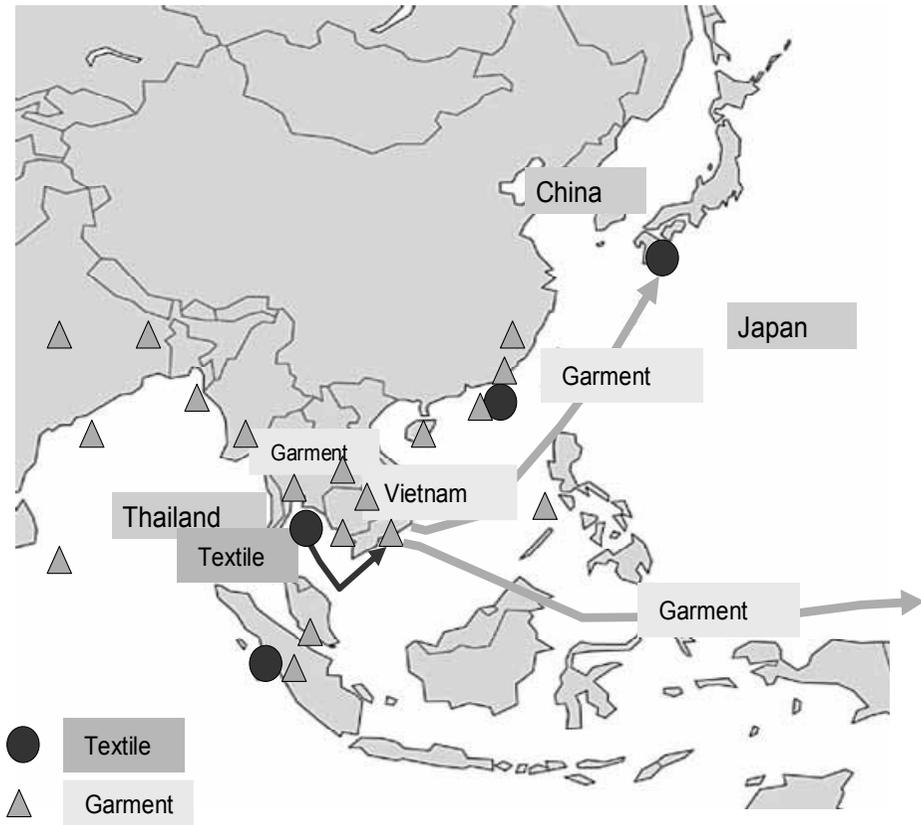 China
Japan
Garment
Garment
Vietnam
Thailand
Textile
Garment
Textile
Garment